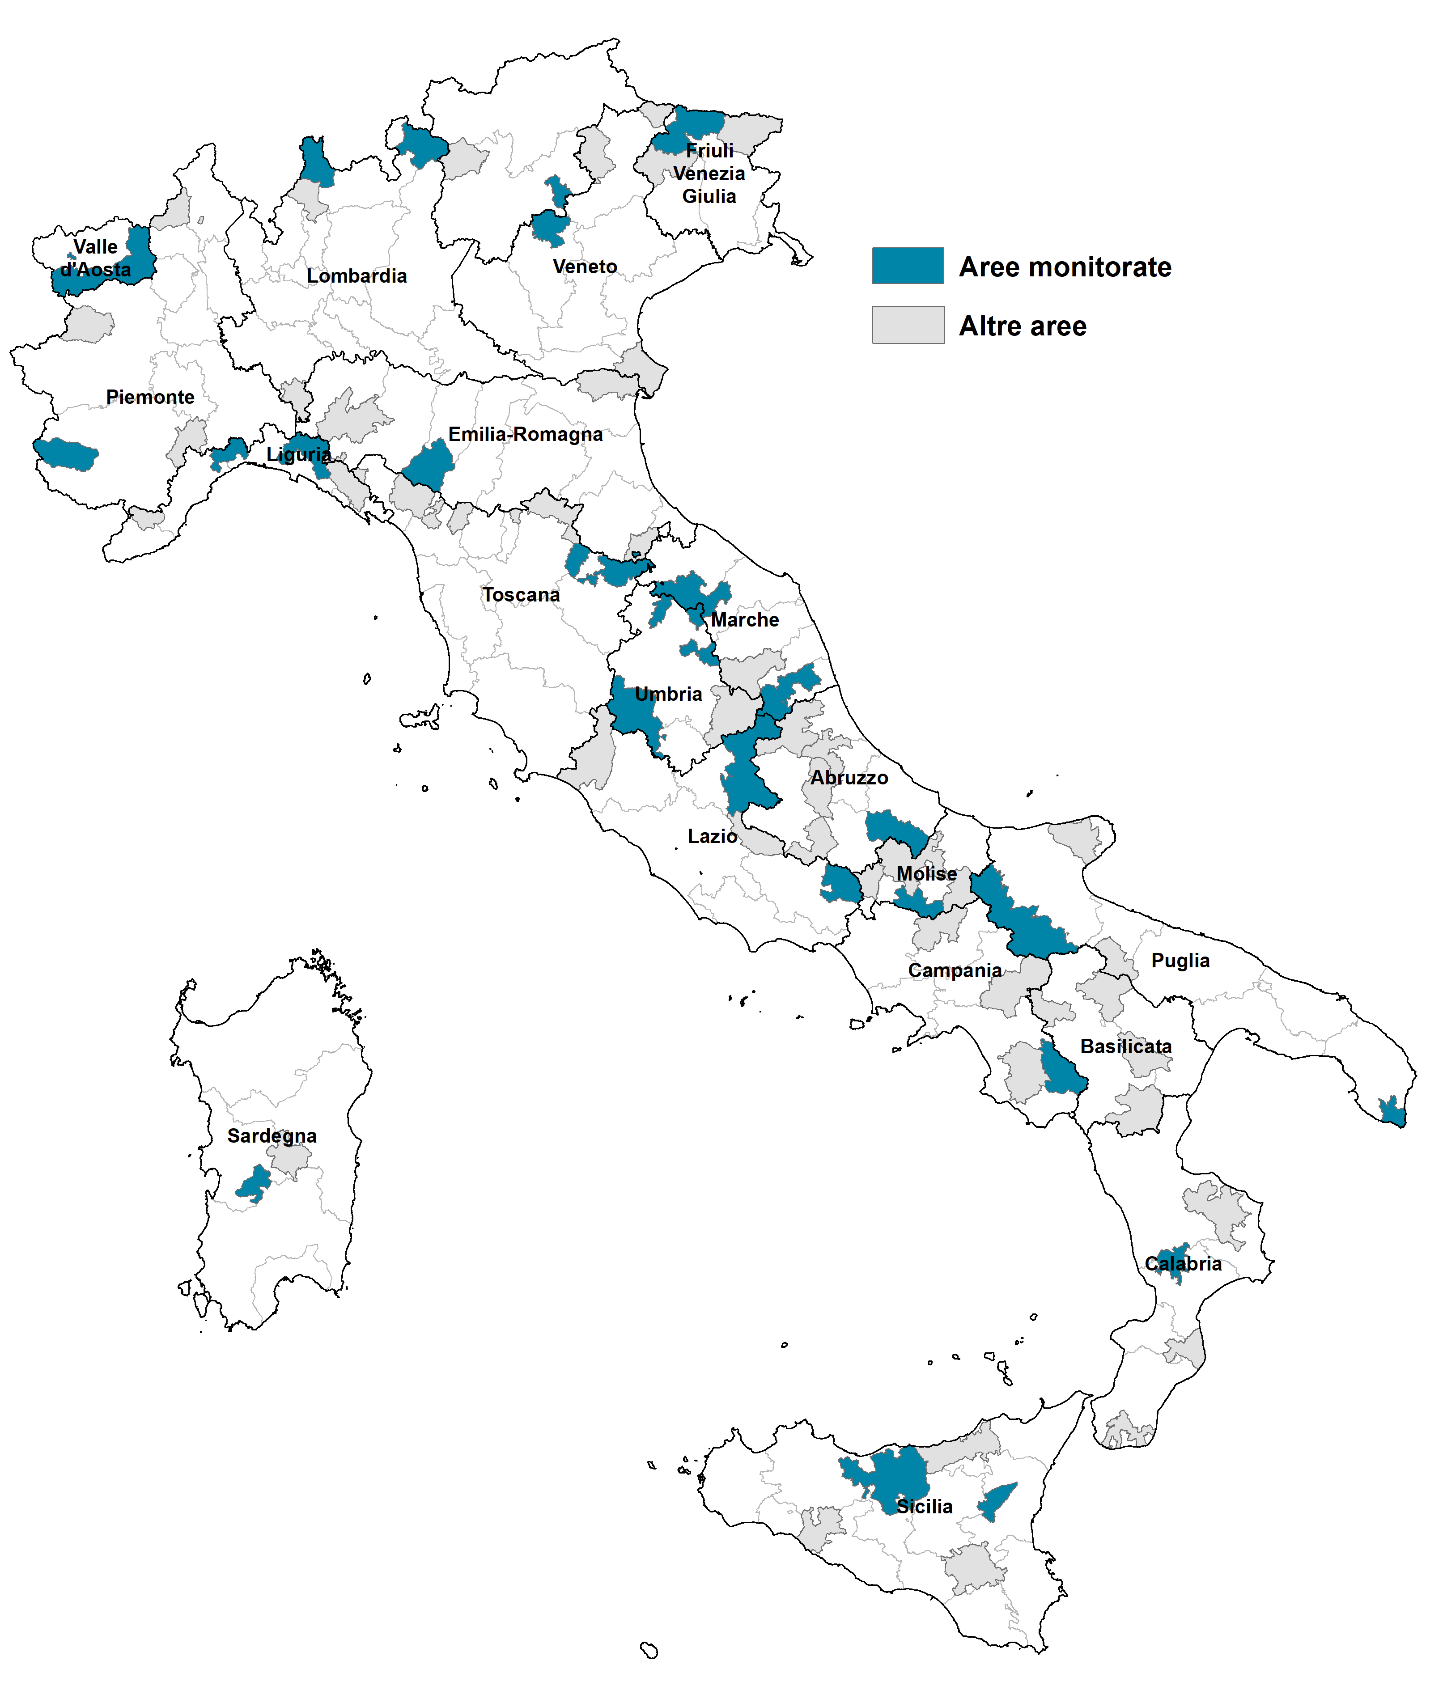 Friuli
Venezia
Giulia
Valle
d'Aosta
Lombardia
Veneto
Aree monitorate
Altre aree
Piemonte
Emilia-Romagna
Liguria
Toscana
Marche
Umbria
Abruzzo
Lazio
Molise
Campania
Puglia
Basilicata
Sardegna
Calabria
Sicilia